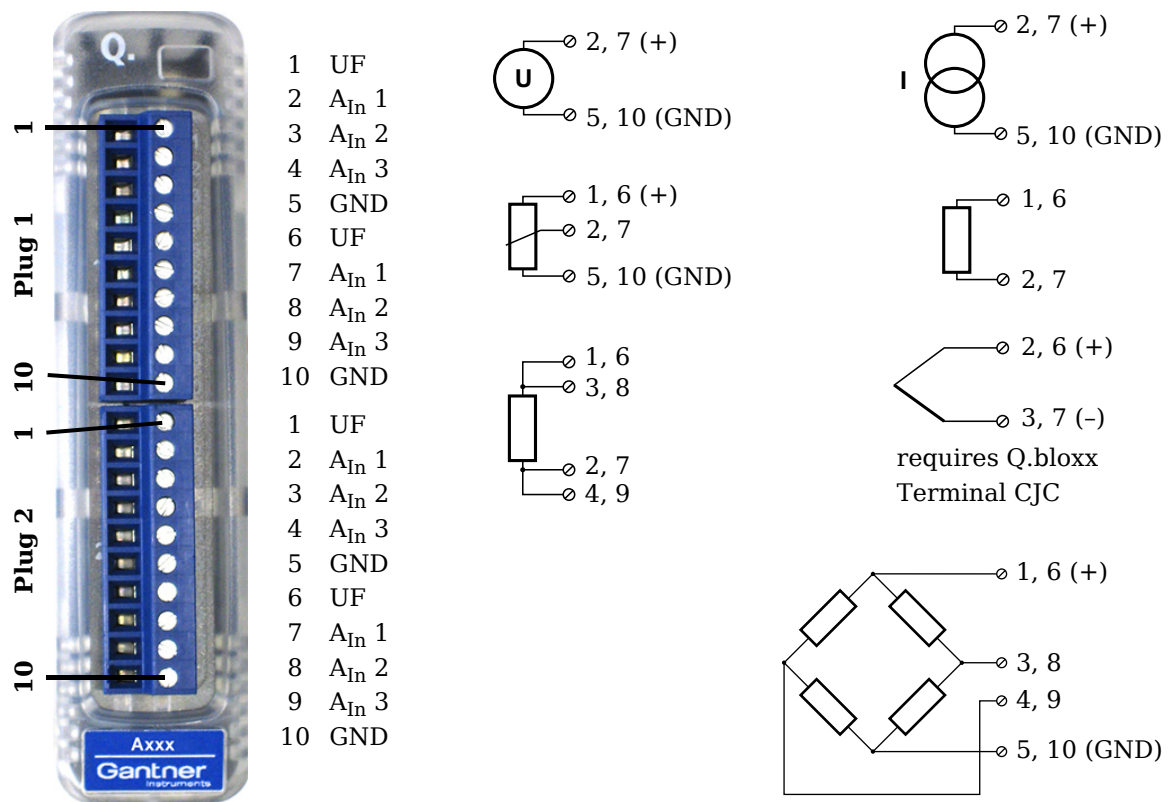 Q.
1 UF
2 AIn 1
3 AIn 2
4 AIn 3
5 GND
6 UF
7 AIn 1
8 AIn 2
9 AIn 3
10 GND
1 UF
2 AIn 1
3 AIn 2
4 AIn 3
5 GND
6 UF
7 AIn 1
8 AIn 2
9 AIn 3
10 GND
1
Plug 1
10
1
Plug 2
10
Axxx
Gantner
Instruments
U
2, 7 (+)
5, 10 (GND)
I
2, 7 (+)
5, 10 (GND)
1, 6 (+)
2, 7
5, 10 (GND)
1, 6
2, 7
1, 6
3, 8
2, 7
4, 9
2, 6 (+)
3, 7 (–)
requires Q.bloxx
Terminal CJC
1, 6 (+)
3, 8
4, 9
5, 10 (GND)